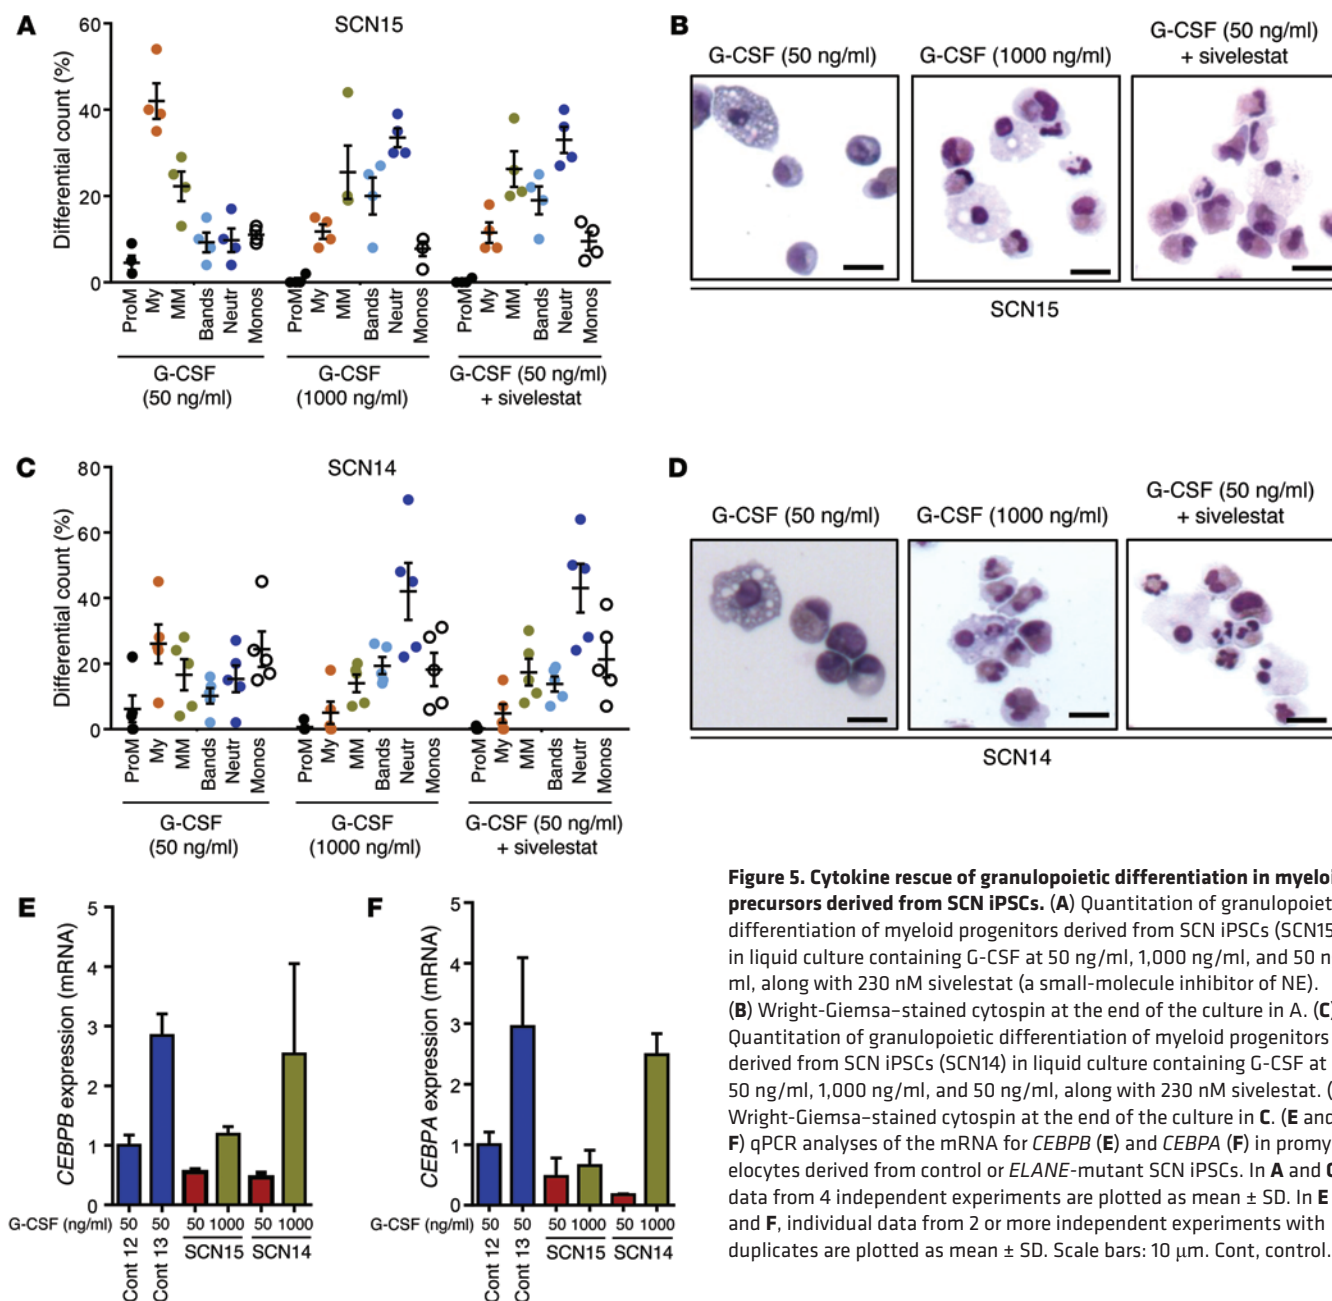 A
SCN15
Differential count (%)
60
40
20
0
ProM
My
MM
Bands
Neutr
Monos
ProM
My
MM
Bands
Neutr
Monos
ProM
My
MM
Bands
Neutr
Monos
G-CSF
(50 ng/ml)
G-CSF
(1000 ng/ml)
G-CSF (50 ng/ml)
+ sivelestat
B
G-CSF (50 ng/ml)
G-CSF (1000 ng/ml)
G-CSF (50 ng/ml)
+ sivelestat
SCN15
C
SCN14
Differential count (%)
80
60
40
20
0
ProM
My
MM
Bands
Neutr
Monos
ProM
My
MM
Bands
Neutr
Monos
ProM
My
MM
Bands
Neutr
Monos
G-CSF
(50 ng/ml)
G-CSF
(1000 ng/ml)
G-CSF (50 ng/ml)
+ sivelestat
D
G-CSF (50 ng/ml)
G-CSF (1000 ng/ml)
G-CSF (50 ng/ml)
+ sivelestat
SCN14
E
CEBPB expression (mRNA)
5
4
3
2
1
0
G-CSF (ng/ml)
50
50
50
1000
50
1000
Cont 12
Cont 13
SCN15
SCN14
F
CEBPA expression (mRNA)
5
4
3
2
1
0
50
50
50
1000
50
1000
Cont 12
Cont 13
SCN15
SCN14
Figure 5. Cytokine rescue of granulopoietic differentiation in myeloi
precursors derived from SCN iPSCs. (A) Quantitation of granulopoiet
differentiation of myeloid progenitors derived from SCN iPSCs (SCN15
in liquid culture containing G-CSF at 50 ng/ml, 1,000 ng/ml, and 50 n
ml, along with 230 nM sivelestat (a small-molecule inhibitor of NE).
(B) Wright-Giemsa–stained cytospin at the end of the culture in A. (C)
Quantitation of granulopoietic differentiation of myeloid progenitors
derived from SCN iPSCs (SCN14) in liquid culture containing G-CSF at
50 ng/ml, 1,000 ng/ml, and 50 ng/ml, along with 230 nM sivelestat. (
Wright-Giemsa–stained cytospin at the end of the culture in C. (E and
F) qPCR analyses of the mRNA for CEBPB (E) and CEBPA (F) in promy
elocytes derived from control or ELANE-mutant SCN iPSCs. In A and C
data from 4 independent experiments are plotted as mean ± SD. In E
and F, individual data from 2 or more independent experiments with
duplicates are plotted as mean ± SD. Scale bars: 10 μm. Cont, control.